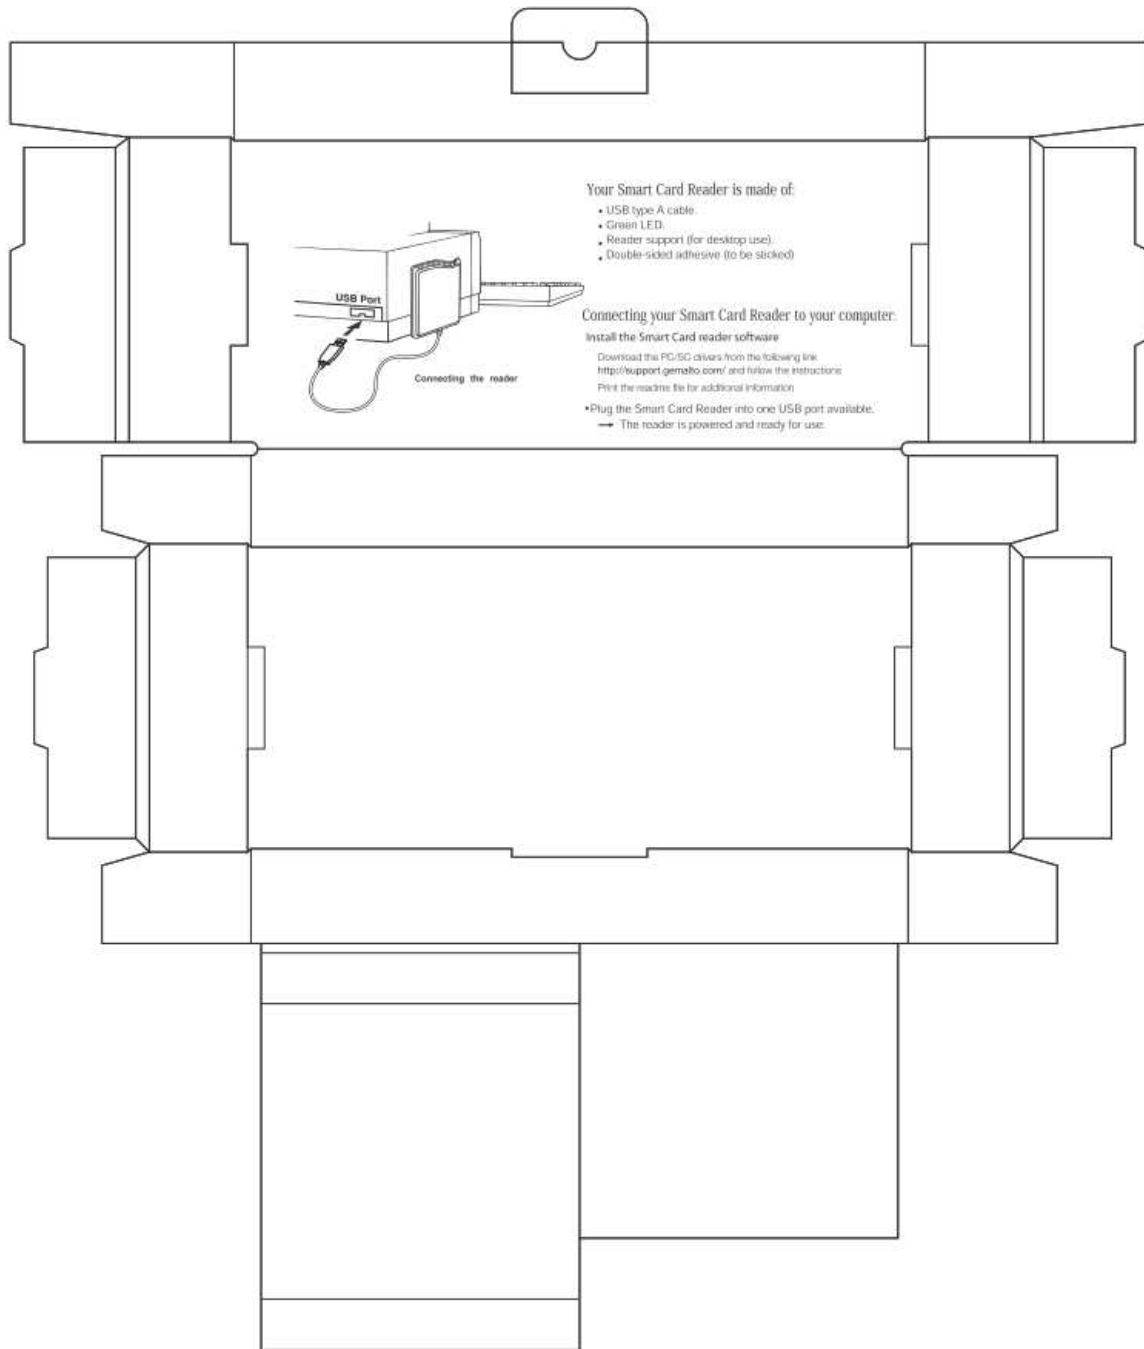 Your Smart Card Reader is made of:
• USB type A cable.
• Green LED.
• Reader support (for desktop use).
• Double-sided adhesive (to be sticked)
USB Port
Connecting the reader
Connecting your Smart Card Reader to your computer:
Install the Smart Card reader software
Download the PC/SC drivers from the following link
http://support.gemalto.com/ and follow the instructions
Print the readme file for additional information
•Plug the Smart Card Reader into one USB port available.
→ The reader is powered and ready for use.